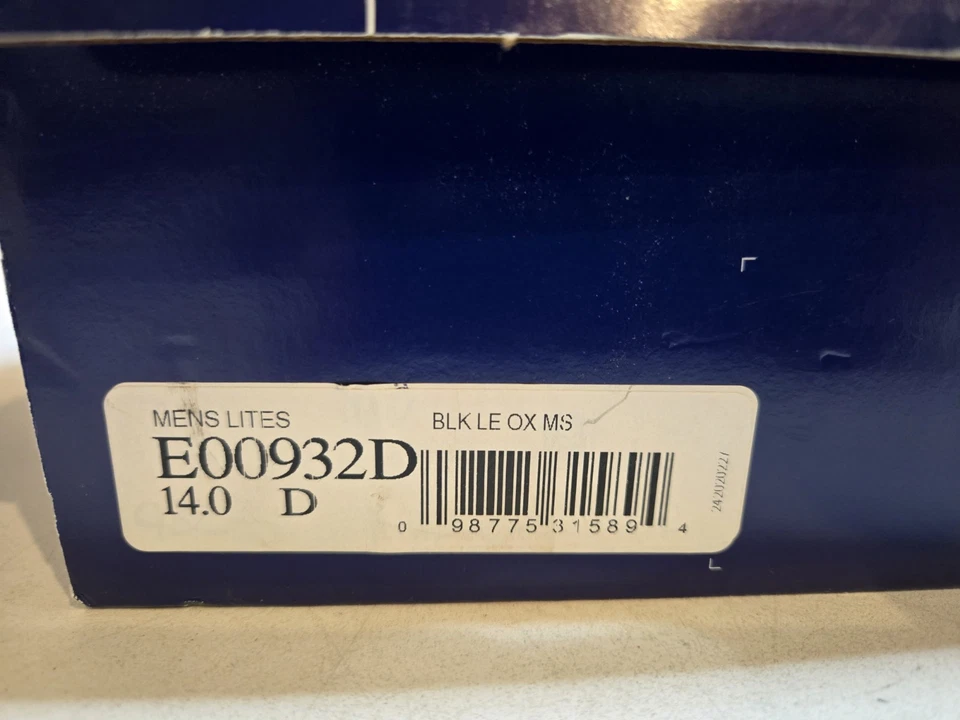 MENS LITES BLK LE OX MS
E00932D
14.0 D
0 98775 31589 4